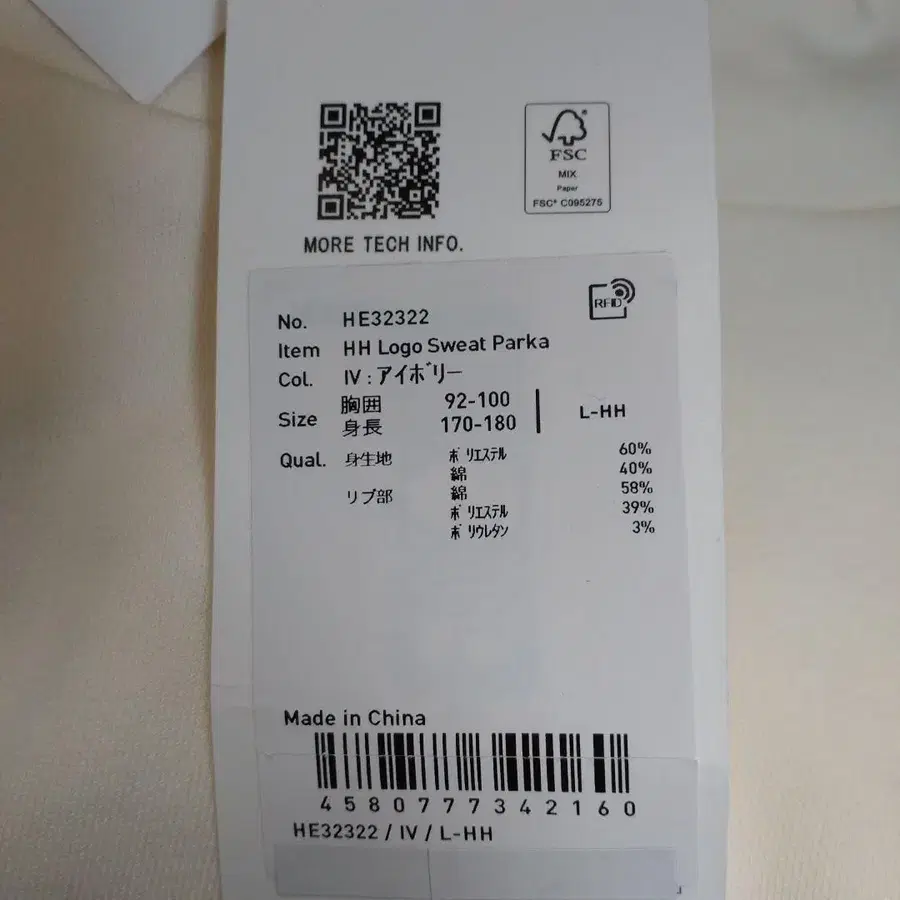 FSC
MIX
Paper
FSC® C095275
MORE TECH INFO.
RFID
No. HE32322
Item HH Logo Sweat Parka
Col. IV : アイボリー
Size 胸囲 92-100 L-HH
身長 170-180
Qual. 身生地 ポリエステル 60%
綿 40%
リブ部 綿 58%
ポリエステル 39%
ポリウレタン 3%
Made in China
4580777342160
HE32322 / IV / L-HH